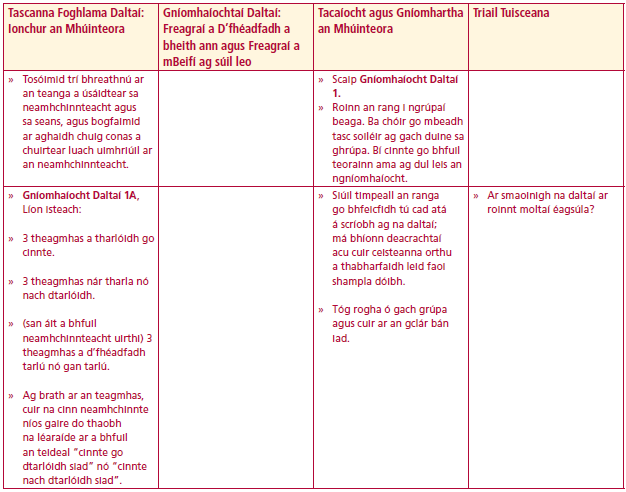 Tascanna Foghlama Daltaí:
Ionchur an Mhúinteora
Gníomhaíochtaí Daltaí:
Freagraí a D'fhéadfadh a
bheith ann agus Freagraí a
mBeifí ag súil leo
Tacaíocht agus Gníomhartha
an Mhúinteora
Triail Tuisceana
» Tosóimid trí bhreathnú ar
an teanga a úsáidtear sa
neamhchinnteacht agus
sa seans, agus bogfaimid
ar aghaidh chuig conas a
chuirtear luach uimhriúil ar
an neamhchinnteacht.
» Scaip Gníomhaíocht Daltaí
1.
» Roinn an rang i ngrúpaí
beaga. Ba chóir go mbeadh
tasc soiléir ag gach duine sa
ghrúpa. Bí cinnte go bhfuil
teorainn ama ag dul leis an
ngníomhaíocht.
» Gníomhaíocht Daltaí 1A,
Líon isteach:
» 3 theagmhas a tharlóidh go
cinnte.
» 3 theagmhas nár tharla nó
nach dtarlóidh.
» (san áit a bhfuil
neamhchinnteacht uirthi) 3
theagmhas a d'fhéadfadh
tarlú nó gan tarlú.
» Ag brath ar an teagmhas,
cuir na cinn neamhchinnte
níos gaire do thaobh
na léaráide ar a bhfuil
an teideal "cinnte go
dtarlóidh siad" nó "cinnte
nach dtarlóidh siad".
» Siúil timpeall an ranga
go bhfeicfidh tú cad atá
á scríobh ag na daltaí;
má bhíonn deacrachtaí
acu cuir ceisteanna orthu
a thabharfaidh leid faoi
shampla dóibh.
» Tóg rogha ó gach grúpa
agus cuir ar an gclár bán
iad.
» Ar smaoinigh na daltaí ar
roinnt moltaí éagsúla?